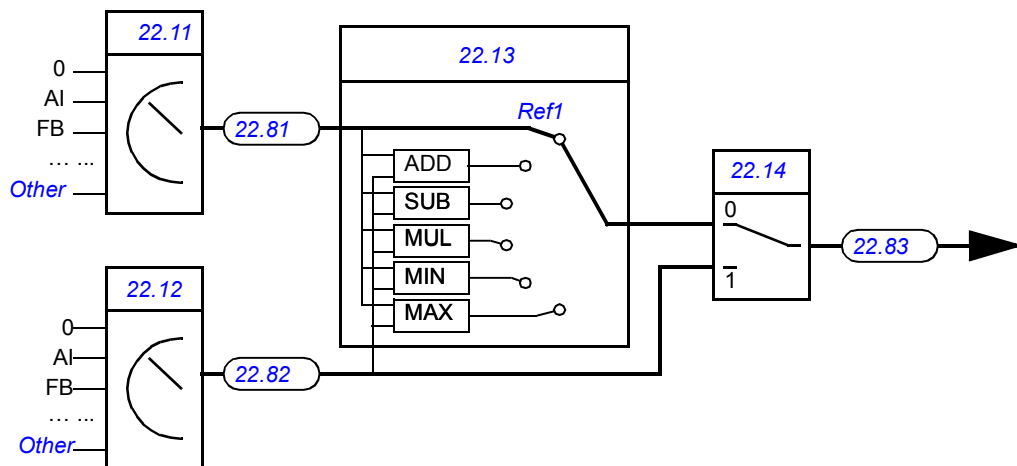 22.11
0
AI
FB
... ...
Other
22.81
22.13
Ref1
ADD
SUB
MUL
MIN
MAX
22.14
0
1
22.83
22.12
0
AI
FB
... ...
Other
22.82